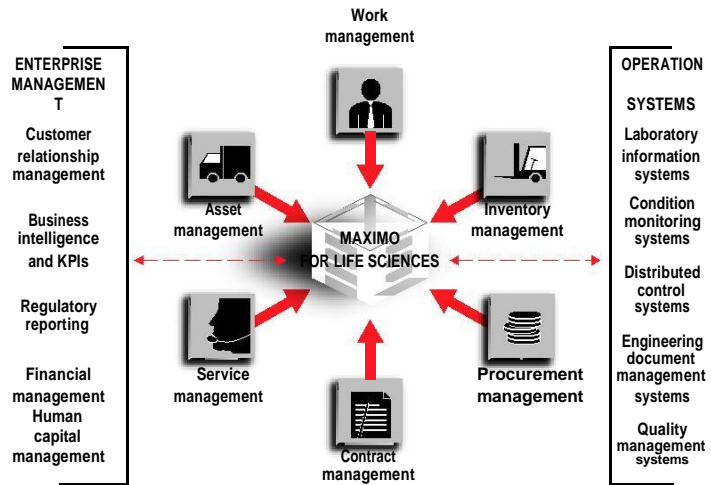 Work
management
ENTERPRISE
MANAGEMEN
T
Customer
relationship
management
Business
intelligence
and KPIs
Regulatory
reporting
Financial
management
Human
capital
management
Asset
management
Inventory
management
MAXIMO
FOR LIFE SCIENCES
Service
management
Procurement
management
Contract
management
OPERATION
SYSTEMS
Laboratory
information
systems
Condition
monitoring
systems
Distributed
control
systems
Engineering
document
management
systems
Quality
management
systems